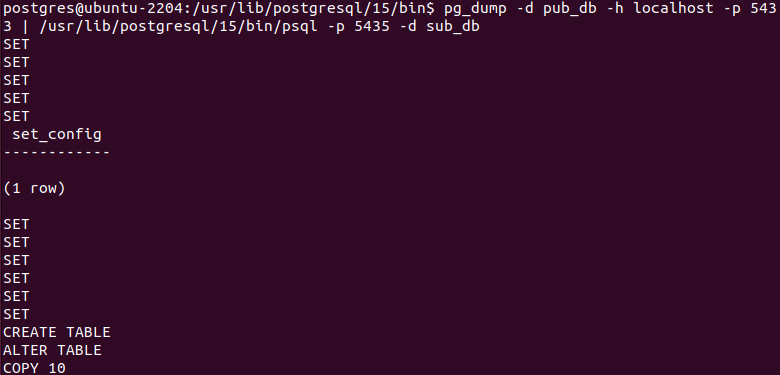 postgres@ubuntu-2204:/usr/lib/postgresql/15/bin$ pg_dump -d pub_db -h localhost -p 543
3 | /usr/lib/postgresql/15/bin/psql -p 5435 -d sub_db
SET
SET
SET
SET
SET
 set_config
------------

(1 row)

SET
SET
SET
SET
SET
SET
CREATE TABLE
ALTER TABLE
COPY 10